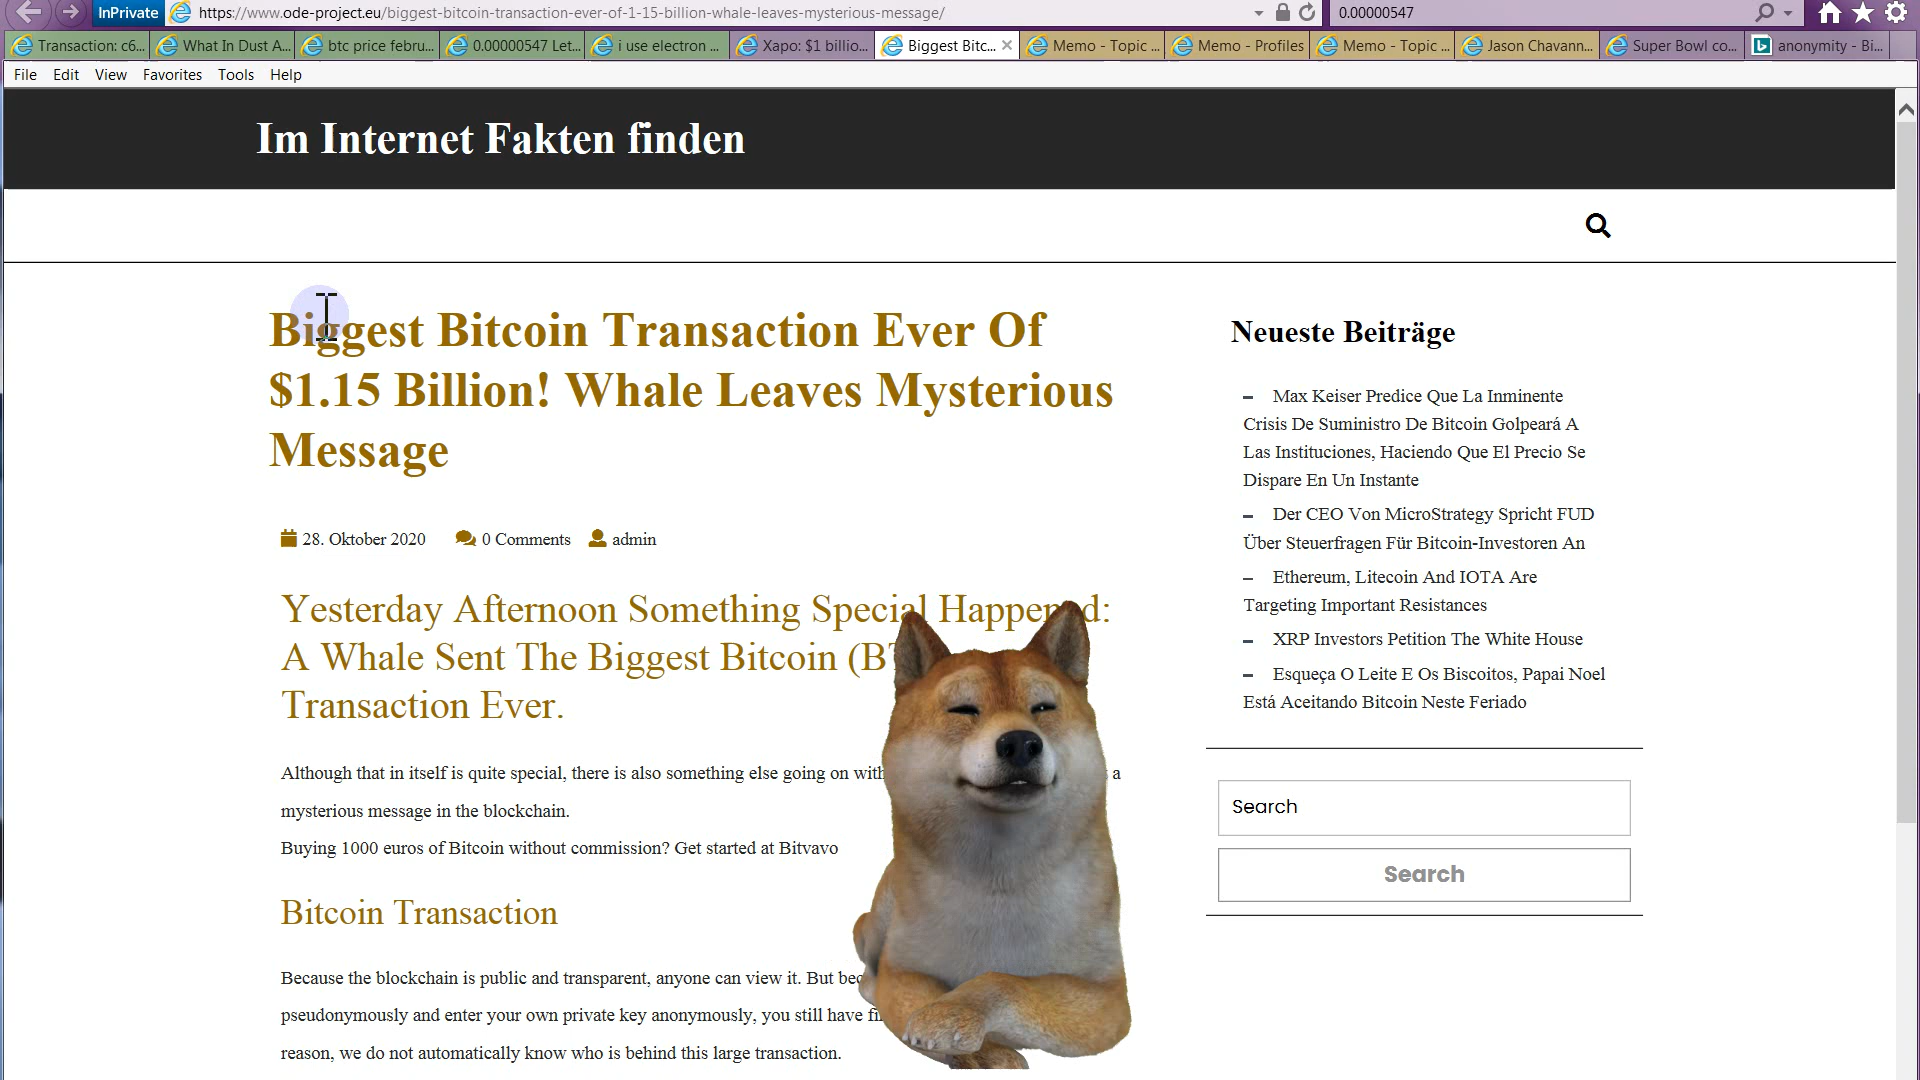 InPrivate
https://www.ode-project.eu/biggest-bitcoin-transaction-ever-of-1-15-billion-whale-leaves-mysterious-message/
0.00000547
Transaction: c6...
What In Dust A...
btc price febru...
0.00000547 Let...
i use electron ...
Xapo: $1 billio...
Biggest Bitc...
Memo - Topic ...
Memo - Profiles
Memo - Topic ...
Jason Chavann...
Super Bowl co...
anonymity - Bi...
File Edit View Favorites Tools Help
Im Internet Fakten finden
Biggest Bitcoin Transaction Ever Of
$1.15 Billion! Whale Leaves Mysterious
Message
28. Oktober 2020 0 Comments admin
Yesterday Afternoon Something Special Happened:
A Whale Sent The Biggest Bitcoin
Transaction Ever.
Although that in itself is quite special, there is also something else going on with a
mysterious message in the blockchain.
Buying 1000 euros of Bitcoin without commission? Get started at Bitvavo
Bitcoin Transaction
Because the blockchain is public and transparent, anyone can view it. But
pseudonymously and enter your own private key anonymously, you still have
reason, we do not automatically know who is behind this large transaction.
Neueste Beiträge
– Max Keiser Predice Que La Inminente
Crisis De Suministro De Bitcoin Golpeará A
Las Instituciones, Haciendo Que El Precio Se
Dispare En Un Instante
– Der CEO Von MicroStrategy Spricht FUD
Über Steuerfragen Für Bitcoin-Investoren An
– Ethereum, Litecoin And IOTA Are
Targeting Important Resistances
– XRP Investors Petition The White House
– Esqueça O Leite E Os Biscoitos, Papai Noel
Está Aceitando Bitcoin Neste Feriado
Search
Search